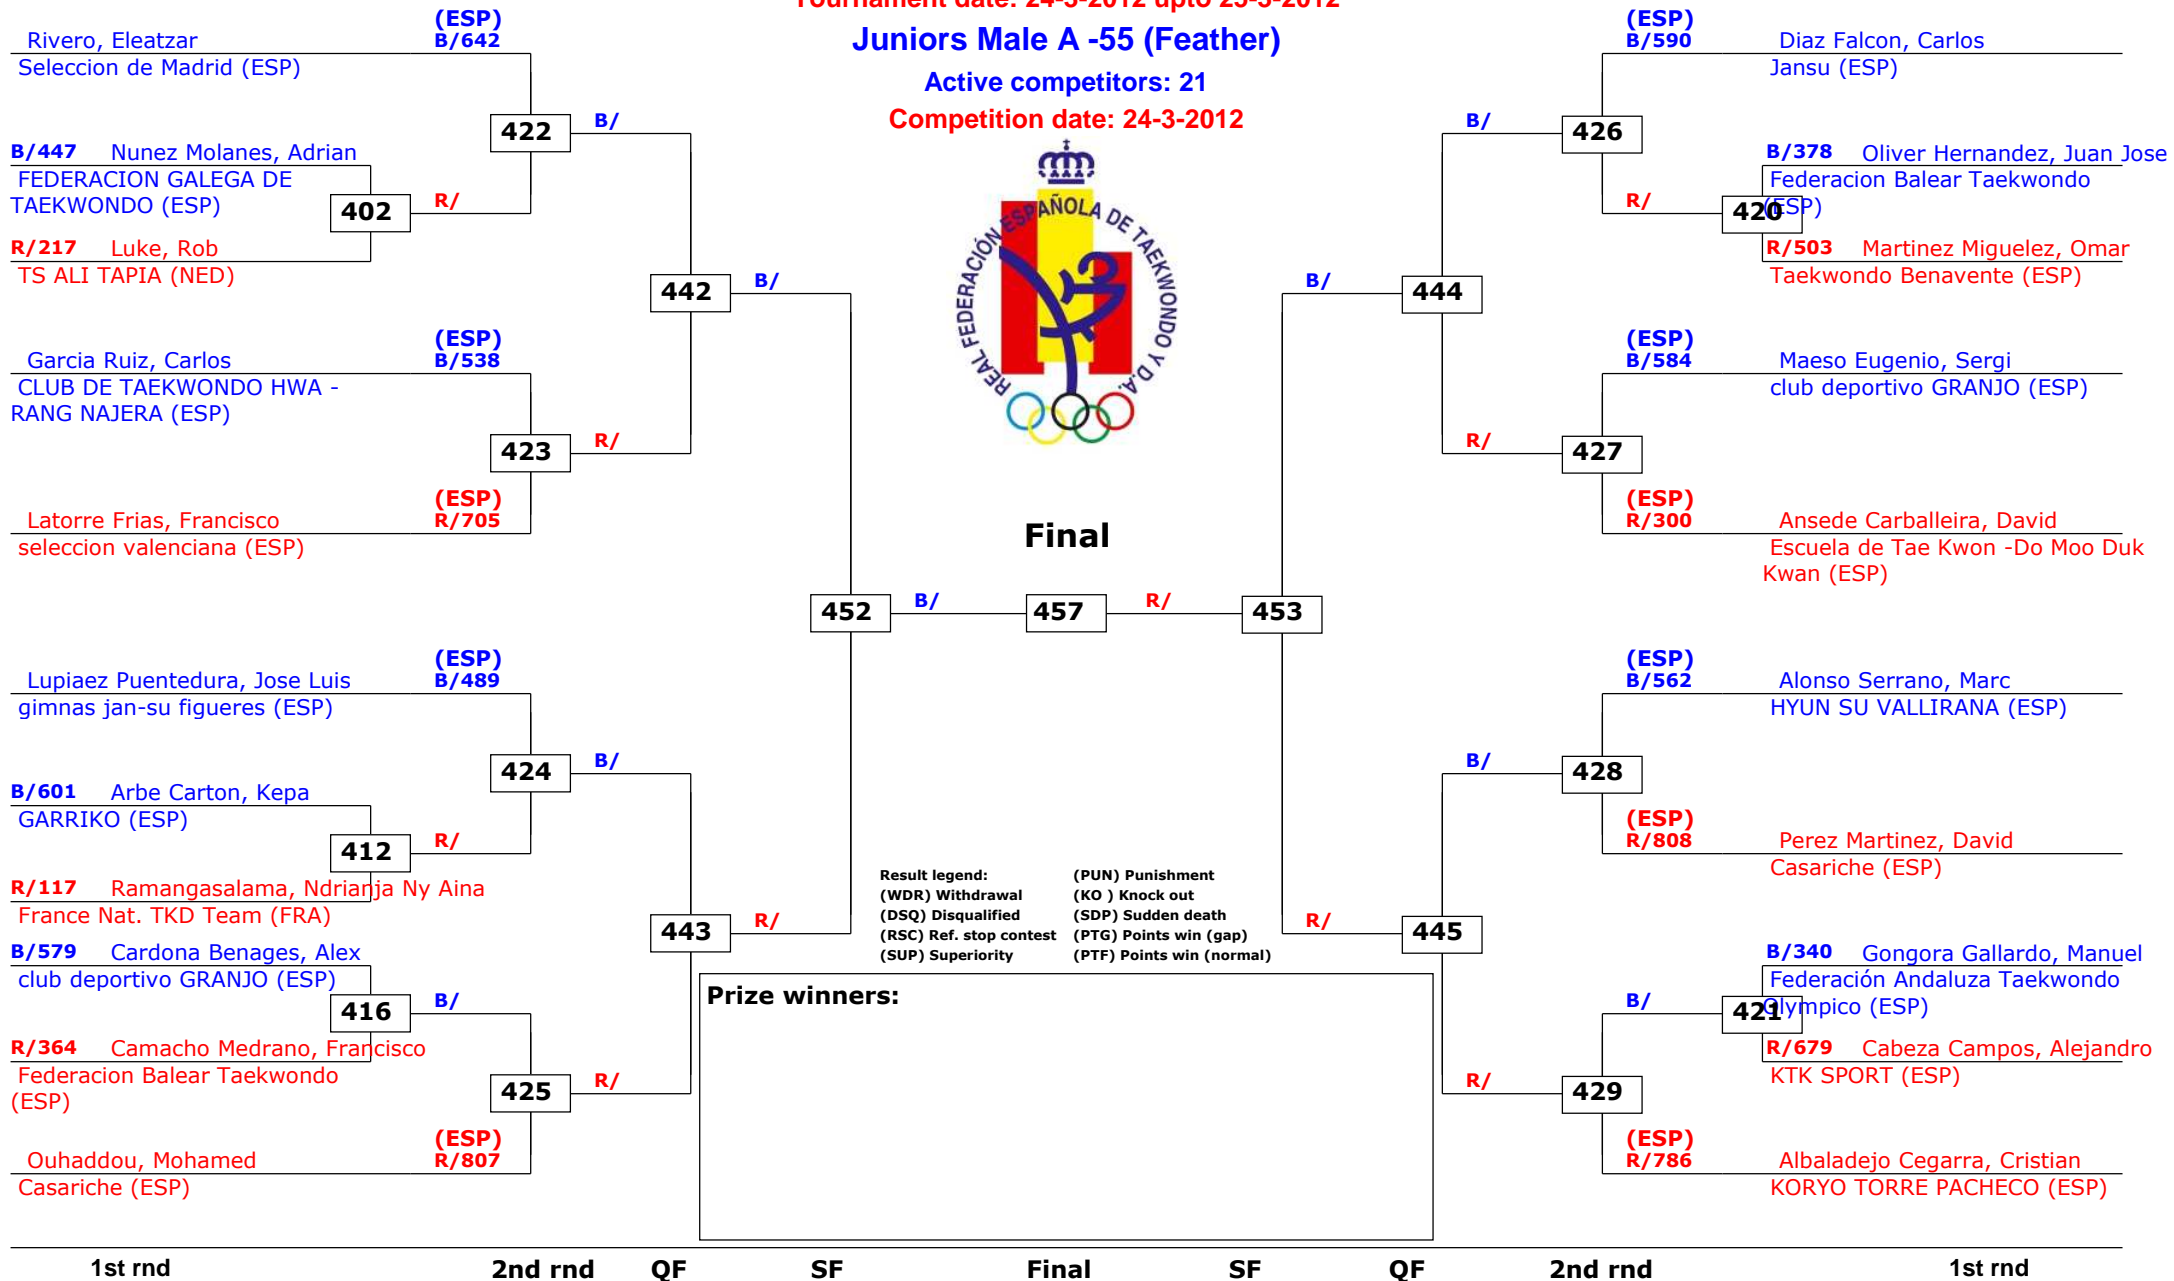 Tournament date: 24-3-2012 upto 25-3-2012
Juniors Male A -55 (Feather)
Active competitors: 21
Competition date: 24-3-2012
REAL FEDERACIÓN ESPAÑOLA DE TAEKWONDO Y D.A.
(ESP)
Rivero, Eleatzar B/642
Seleccion de Madrid (ESP)
422
B/
B/447 Nunez Molanes, Adrian
FEDERACION GALEGA DE
TAEKWONDO (ESP)
402
R/
R/217 Luke, Rob
TS ALI TAPIA (NED)
442
B/
(ESP)
Garcia Ruiz, Carlos B/538
CLUB DE TAEKWONDO HWA -
RANG NAJERA (ESP)
423
R/
(ESP)
Latorre Frias, Francisco R/705
seleccion valenciana (ESP)
452
B/
(ESP)
Lupiaez Puentedura, Jose Luis B/489
gimnas jan-su figueres (ESP)
424
B/
B/601 Arbe Carton, Kepa
GARRIKO (ESP)
412
R/
R/117 Ramangasalama, Ndrianja Ny Aina
France Nat. TKD Team (FRA)
443
R/
B/579 Cardona Benages, Alex
club deportivo GRANJO (ESP)
416
B/
R/364 Camacho Medrano, Francisco
Federacion Balear Taekwondo
(ESP)
425
R/
(ESP)
Ouhaddou, Mohamed R/807
Casariche (ESP)
Final
457
(ESP)
B/590 Diaz Falcon, Carlos
Jansu (ESP)
B/
426
B/378 Oliver Hernandez, Juan Jose
Federacion Balear Taekwondo
(ESP)
R/
420
R/503 Martinez Miguelez, Omar
Taekwondo Benavente (ESP)
B/
444
(ESP)
B/584 Maeso Eugenio, Sergi
club deportivo GRANJO (ESP)
R/
427
(ESP)
R/300 Ansede Carballeira, David
Escuela de Tae Kwon -Do Moo Duk
Kwan (ESP)
R/
453
(ESP)
B/562 Alonso Serrano, Marc
HYUN SU VALLIRANA (ESP)
B/
428
(ESP)
R/808 Perez Martinez, David
Casariche (ESP)
R/
445
B/340 Gongora Gallardo, Manuel
Federación Andaluza Taekwondo
Olympico (ESP)
B/
421
R/679 Cabeza Campos, Alejandro
KTK SPORT (ESP)
R/
429
(ESP)
R/786 Albaladejo Cegarra, Cristian
KORYO TORRE PACHECO (ESP)
Result legend: (PUN) Punishment
(WDR) Withdrawal (KO ) Knock out
(DSQ) Disqualified (SDP) Sudden death
(RSC) Ref. stop contest (PTG) Points win (gap)
(SUP) Superiority (PTF) Points win (normal)
Prize winners:
1st rnd 2nd rnd QF SF Final SF QF 2nd rnd 1st rnd